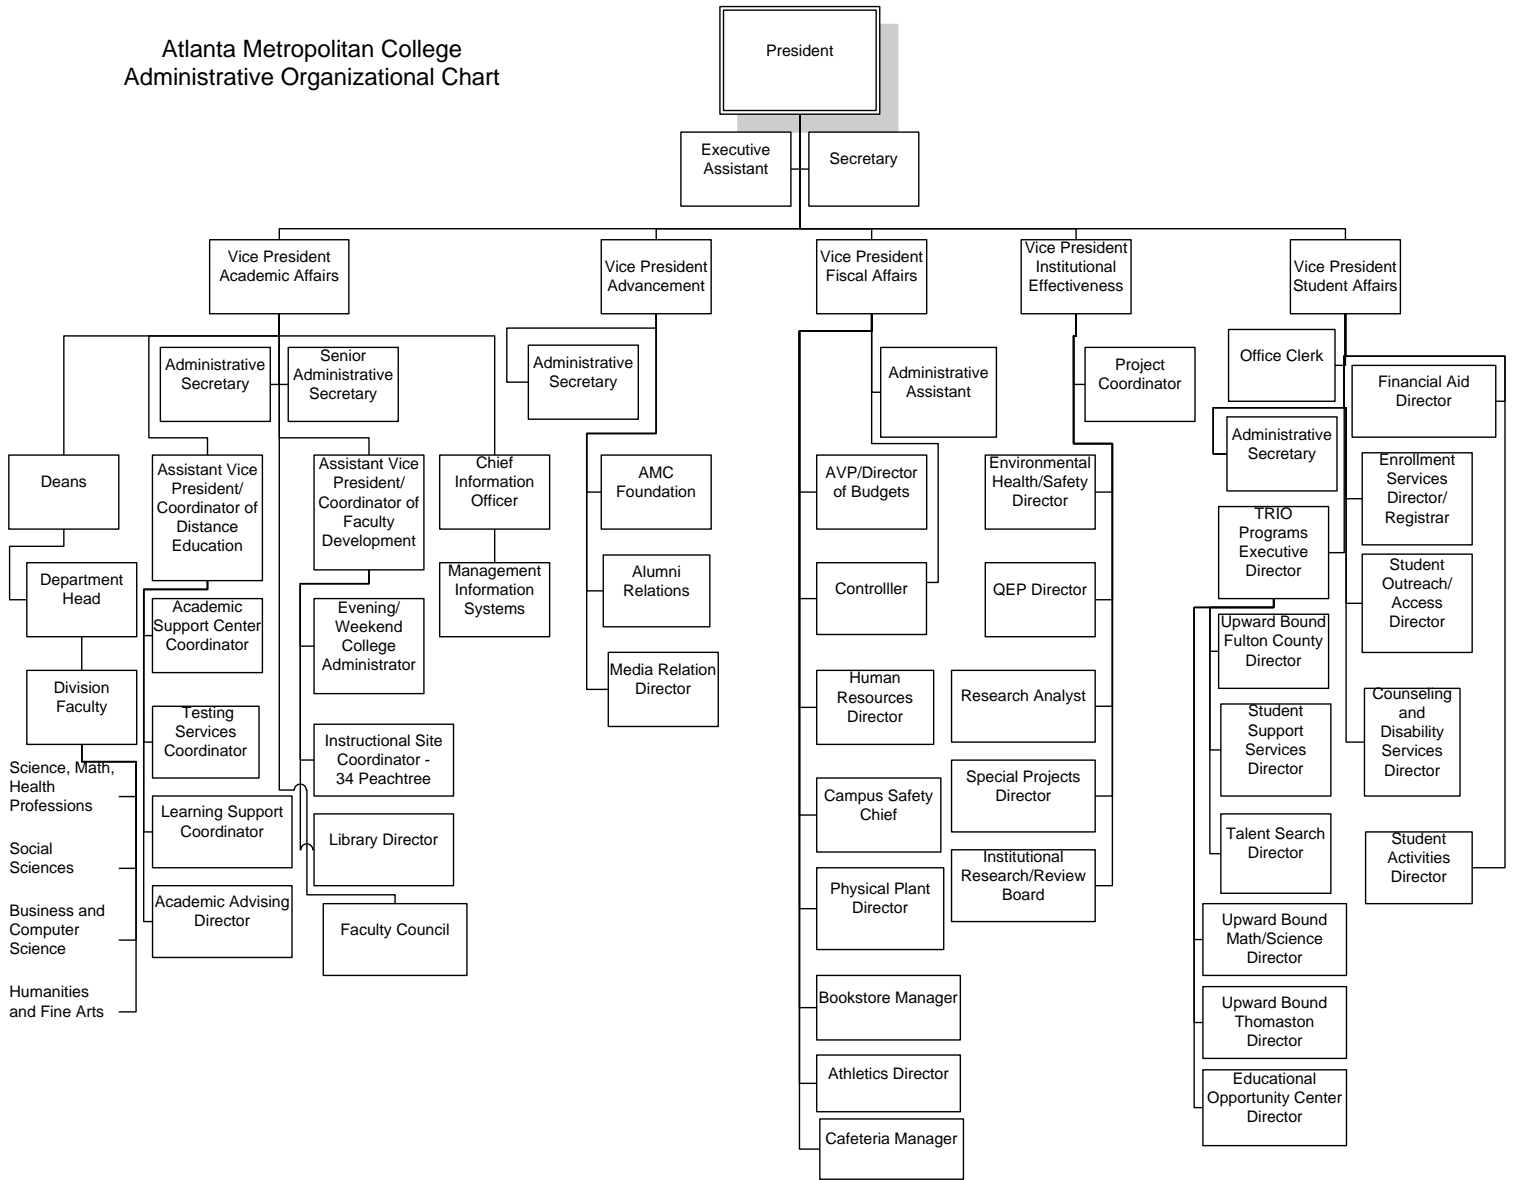 Atlanta Metropolitan College
Administrative Organizational Chart
President
Executive
Assistant
Secretary
Vice President
Academic Affairs
Vice President
Advancement
Vice President
Fiscal Affairs
Vice President
Institutional
Effectiveness
Vice President
Student Affairs
Administrative
Secretary
Senior
Administrative
Secretary
Deans
Department
Head
Division
Faculty
Science, Math,
Health
Professions
Social
Sciences
Business and
Computer
Science
Humanities
and Fine Arts
Assistant Vice
President/
Coordinator of
Distance
Education
Academic
Support Center
Coordinator
Testing
Services
Coordinator
Learning Support
Coordinator
Academic Advising
Director
Assistant Vice
President/
Coordinator of
Faculty
Development
Evening/
Weekend
College
Administrator
Instructional Site
Coordinator -
34 Peachtree
Library Director
Faculty Council
Chief
Information
Officer
Management
Information
Systems
Administrative
Secretary
AMC
Foundation
Alumni
Relations
Media Relation
Director
Administrative
Assistant
AVP/Director
of Budgets
Controlller
Human
Resources
Director
Campus Safety
Chief
Physical Plant
Director
Bookstore Manager
Athletics Director
Cafeteria Manager
Project
Coordinator
Environmental
Health/Safety
Director
QEP Director
Research Analyst
Special Projects
Director
Institutional
Research/Review
Board
Office Clerk
Financial Aid
Director
Administrative
Secretary
Enrollment
Services
Director/
Registrar
TRIO
Programs
Executive
Director
Student
Outreach/
Access
Director
Upward Bound
Fulton County
Director
Counseling
and
Disability
Services
Director
Student
Support
Services
Director
Talent Search
Director
Student
Activities
Director
Upward Bound
Math/Science
Director
Upward Bound
Thomaston
Director
Educational
Opportunity Center
Director